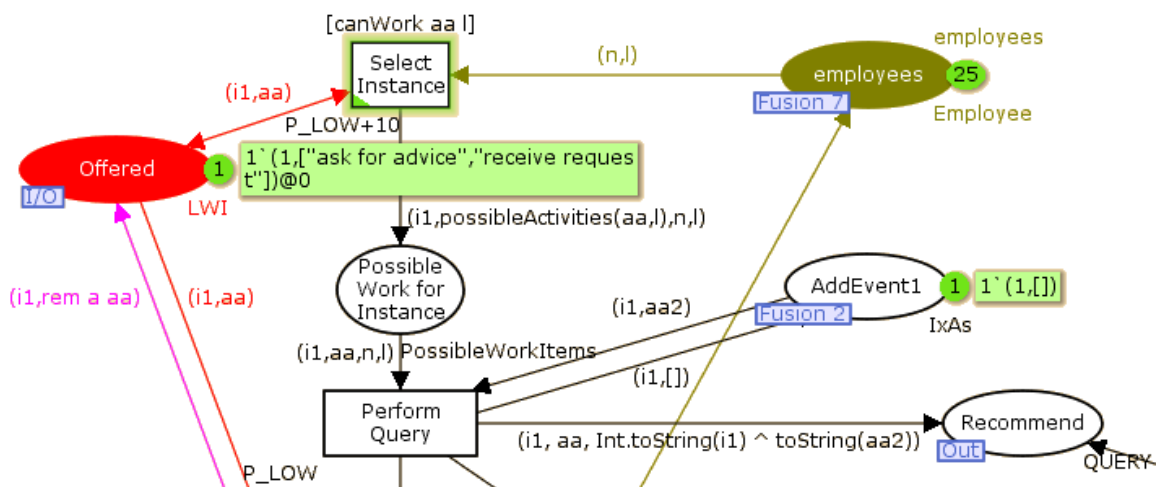 [canWork aa l]
employees
(n,l)
Select
Instance
employees
25
Fusion 7
Employee
(i1,aa)
P_LOW+10
Offered
1
1`(1,["ask for advice","receive reques
t"])@0
I/O
LWI
(i1,possibleActivities(aa,l),n,l)
Possible
Work for
Instance
AddEvent1
1
1`(1,[])
(i1,rem a aa)
(i1,aa)
(i1,aa2)
Fusion 2
IxAs
(i1,aa,n,l)
PossibleWorkItems
(i1,[])
Perform
Query
Recommend
(i1, aa, Int.toString(i1) ^ toString(aa2))
Out
QUERY
P_LOW